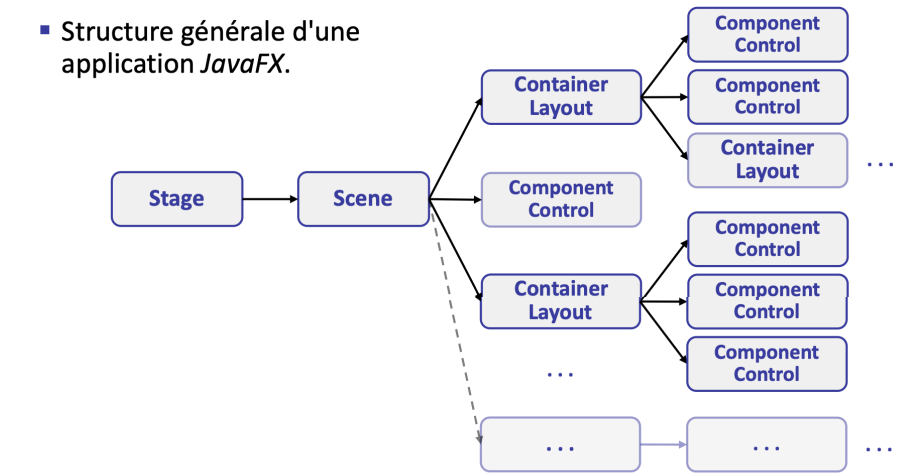 ▪ Structure générale d'une
application JavaFX.
Stage
Scene
Container
Layout
Component
Control
Component
Control
Container
Layout
...
Component
Control
Container
Layout
Component
Control
Component
Control
Component
Control
...
...
...
...